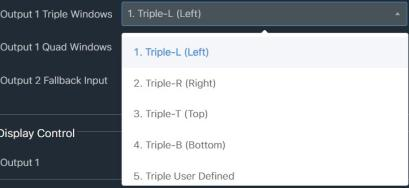 Output 1 Triple Windows
1. Triple-L (Left)
Output 1 Quad Windows
1. Triple-L (Left)
Output 2 Fallback Input
2. Triple-R (Right)
3. Triple-T (Top)
Display Control
4. Triple-B (Bottom)
Output 1
5. Triple User Defined